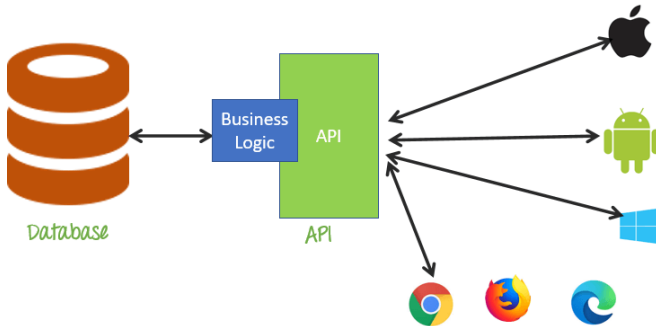 Business
Logic
API
Database
API